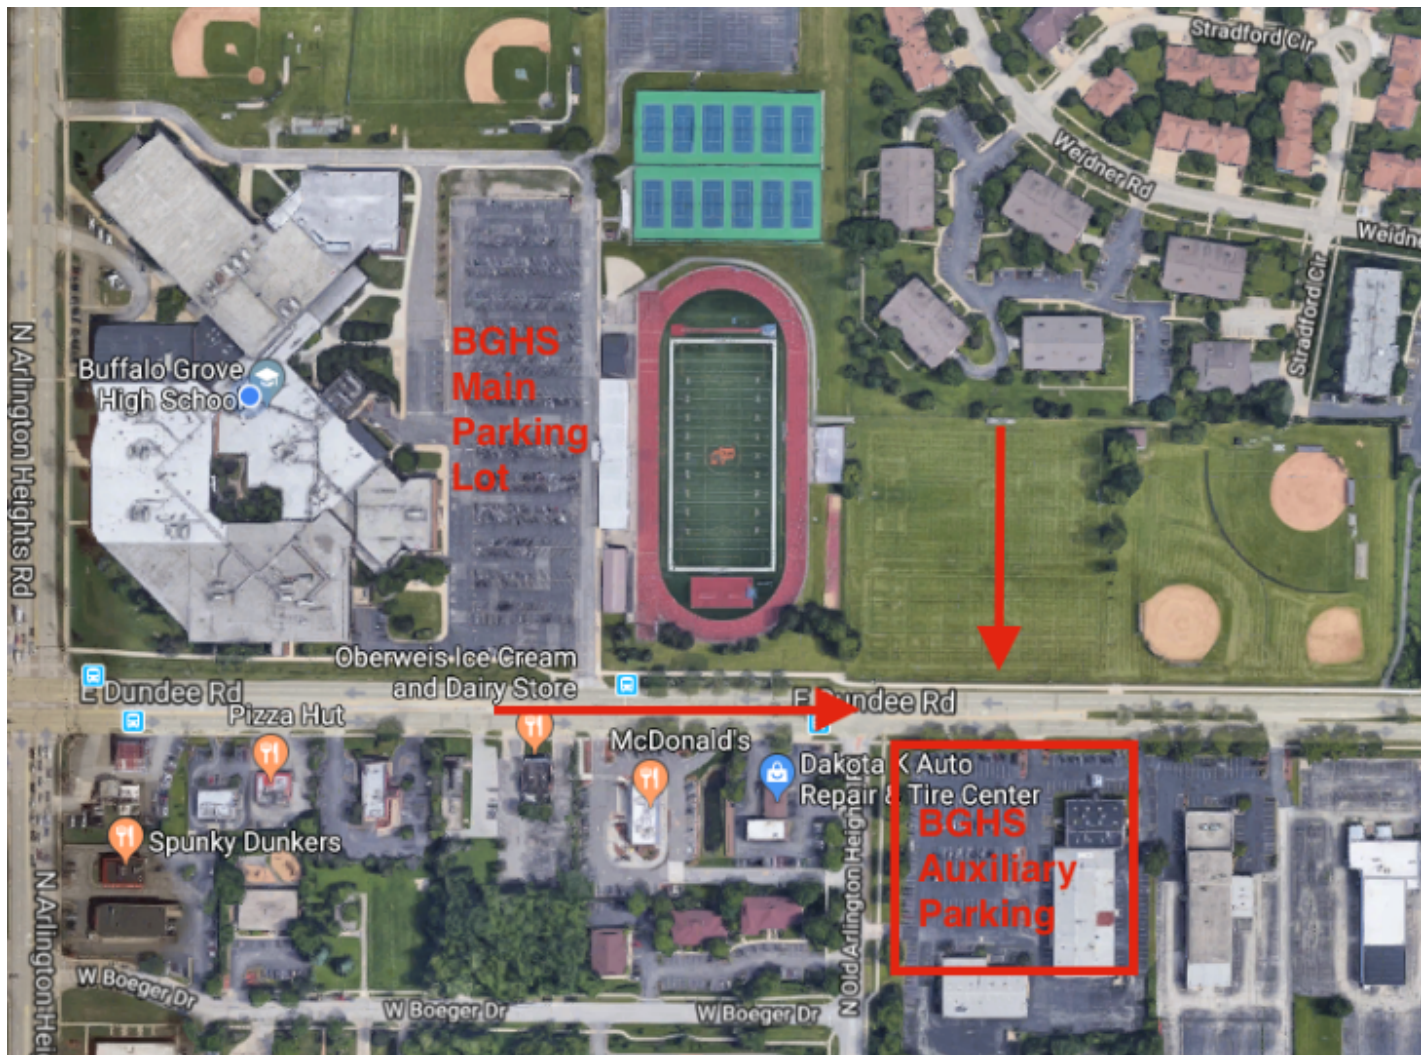 Stradford Cir
Weidner Rd
Weidne
Stradford Cir
N Arlington Heights Rd
Buffalo Grove
High School
BGHS
Main
Parking
Lot
Oberweis Ice Cream
and Dairy Store
E Dundee Rd
E Dundee Rd
Pizza Hut
McDonald's
Dakota K Auto
Repair & Tire Center
Spunky Dunkers
BGHS
Auxiliary
Parking
N Old Arlington Heights
N Arlington Hei
W Boeger Dr
W Boeger Dr
W Boeger Dr